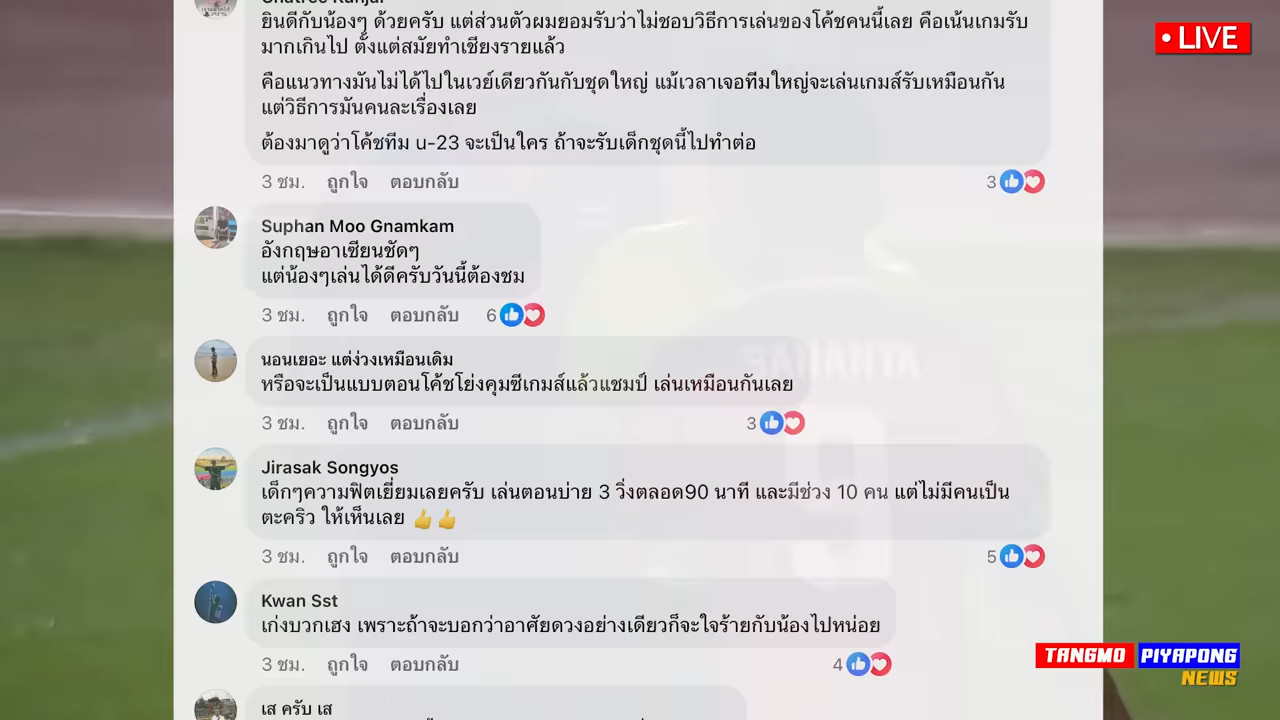 ยินดีกับน้องๆ ด้วยครับ แต่ส่วนตัวผมยอมรับว่าไม่ชอบวิธีการเล่นของโค้ชคนนี้เลย คือเน้นเกมรับ
มากเกินไป ตั้งแต่สมัยทำเชียงรายแล้ว
คือแนวทางมันไม่ได้ไปในเวย์เดียวกันกับชุดใหญ่ แม้เวลาเจอทีมใหญ่จะเล่นเกมส์รับเหมือนกัน
แต่วิธีการมันคนละเรื่องเลย
ต้องมาดูว่าโค้ชทีม u-23 จะเป็นใคร ถ้าจะรับเด็กชุดนี้ไปทำต่อ
3 ชม. ถูกใจ ตอบกลับ 3
Suphan Moo Gnamkam
อังกฤษอาเซียนชัดๆ
แต่น้องๆเล่นได้ดีครับวันนี้ต้องชม
3 ชม. ถูกใจ ตอบกลับ 6
นอนเยอะ แต่ง่วงเหมือนเดิม
หรือจะเป็นแบบตอนโค้ชโย่งคุมซีเกมส์แล้วแชมป์ เล่นเหมือนกันเลย
3 ชม. ถูกใจ ตอบกลับ 3
Jirasak Songyos
เด็กๆความฟิตเยี่ยมเลยครับ เล่นตอนบ่าย 3 วิ่งตลอด90 นาที และมีช่วง 10 คน แต่ไม่มีคนเป็น
ตะคริว ให้เห็นเลย 👍👍
3 ชม. ถูกใจ ตอบกลับ 5
Kwan Sst
เก่งบวกเฮง เพราะถ้าจะบอกว่าอาศัยดวงอย่างเดียวก็จะใจร้ายกับน้องไปหน่อย
3 ชม. ถูกใจ ตอบกลับ 4
เส ครับ เส
• LIVE
9
TANGMO PIYAPONG
NEWS